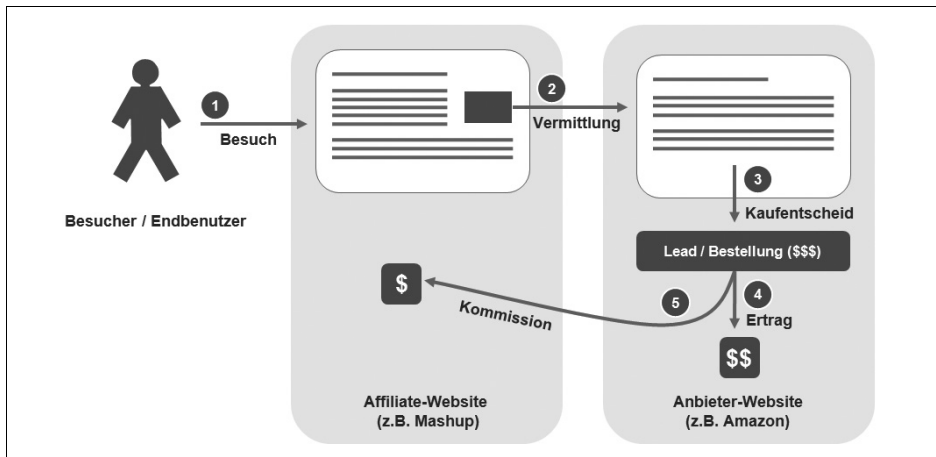 1
Besuch
Besucher / Endbenutzer
2
Vermittlung
3
Kaufentscheid
Lead / Bestellung ($$$)
$
Kommission
5
4
Ertrag
$$
Affiliate-Website
(z.B. Mashup)
Anbieter-Website
(z.B. Amazon)